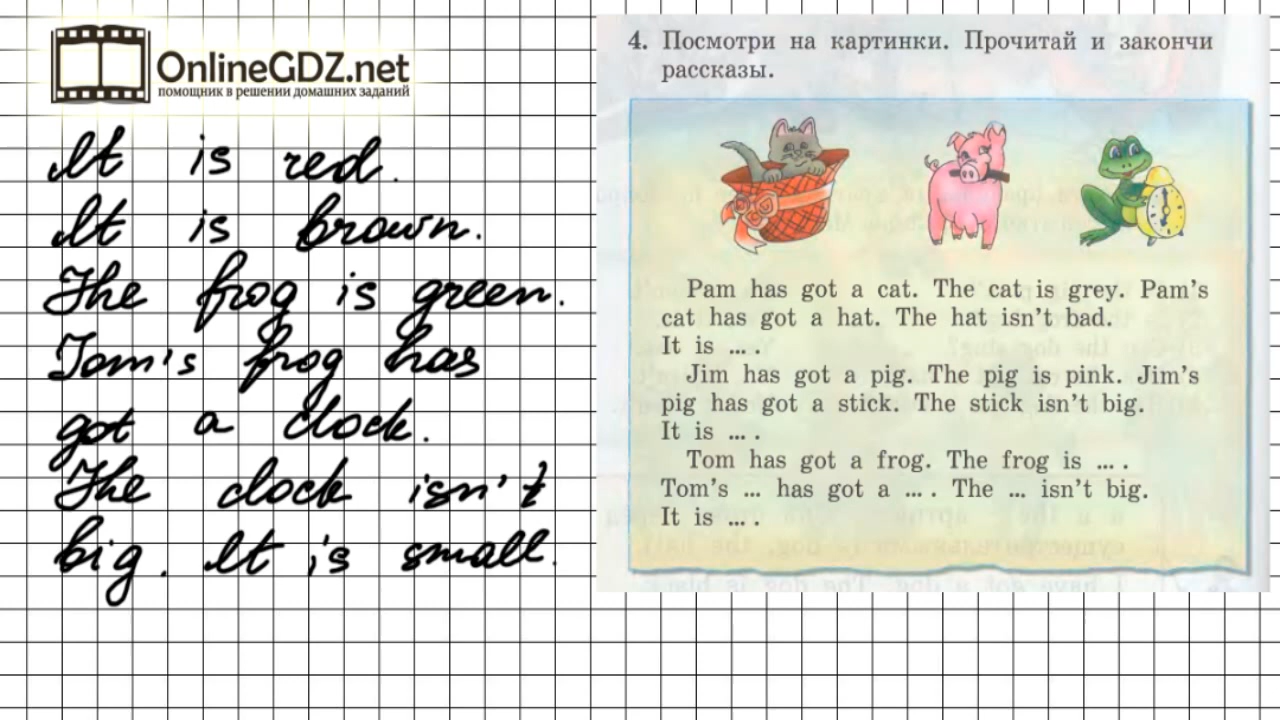 OnlineGDZ.net
помощник в решении домашних заданий
It is red.
It is brown.
The frog is green.
Tom's frog has
got a clock.
The clock isn't
big. It is small.
4. Посмотри на картинки. Прочитай и закончи
рассказы.
Pam has got a cat. The cat is grey. Pam's
cat has got a hat. The hat isn't bad.
It is ... .
Jim has got a pig. The pig is pink. Jim's
pig has got a stick. The stick isn't big.
It is ... .
Tom has got a frog. The frog is ... .
Tom's ... has got a ... . The ... isn't big.
It is ... .